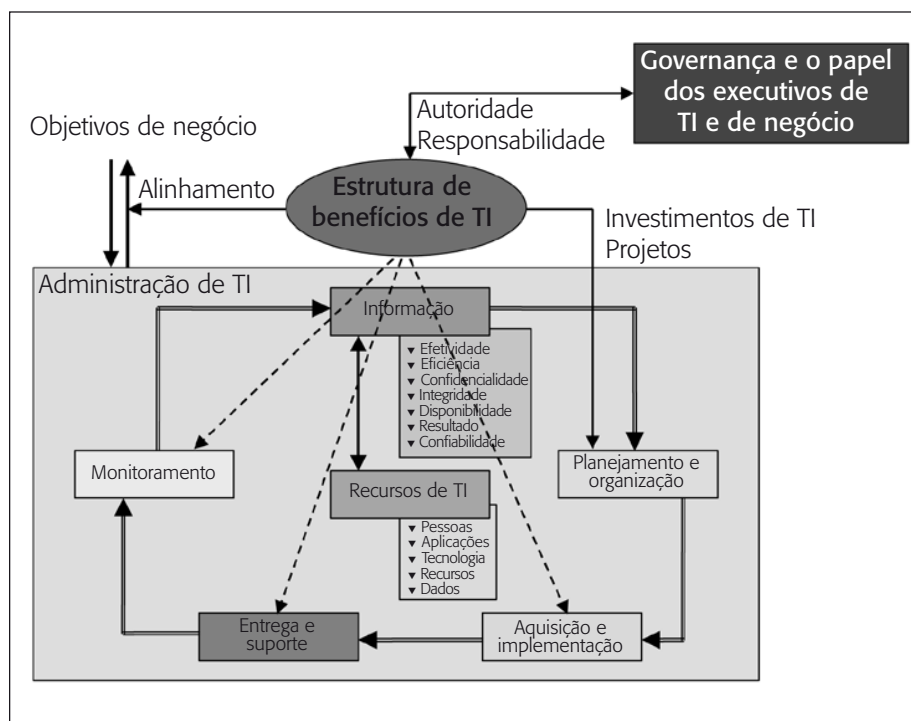 Governança e o papel
dos executivos de
TI e de negócio
Autoridade
Responsabilidade
Objetivos de negócio
Alinhamento
Estrutura de
benefícios de TI
Investimentos de TI
Projetos
Administração de TI
Informação
▼ Efetividade
▼ Eficiência
▼ Confidencialidade
▼ Integridade
▼ Disponibilidade
▼ Resultado
▼ Confiabilidade
Monitoramento
Planejamento e
organização
Recursos de TI
▼ Pessoas
▼ Aplicações
▼ Tecnologia
▼ Recursos
▼ Dados
Entrega e
suporte
Aquisição e
implementação